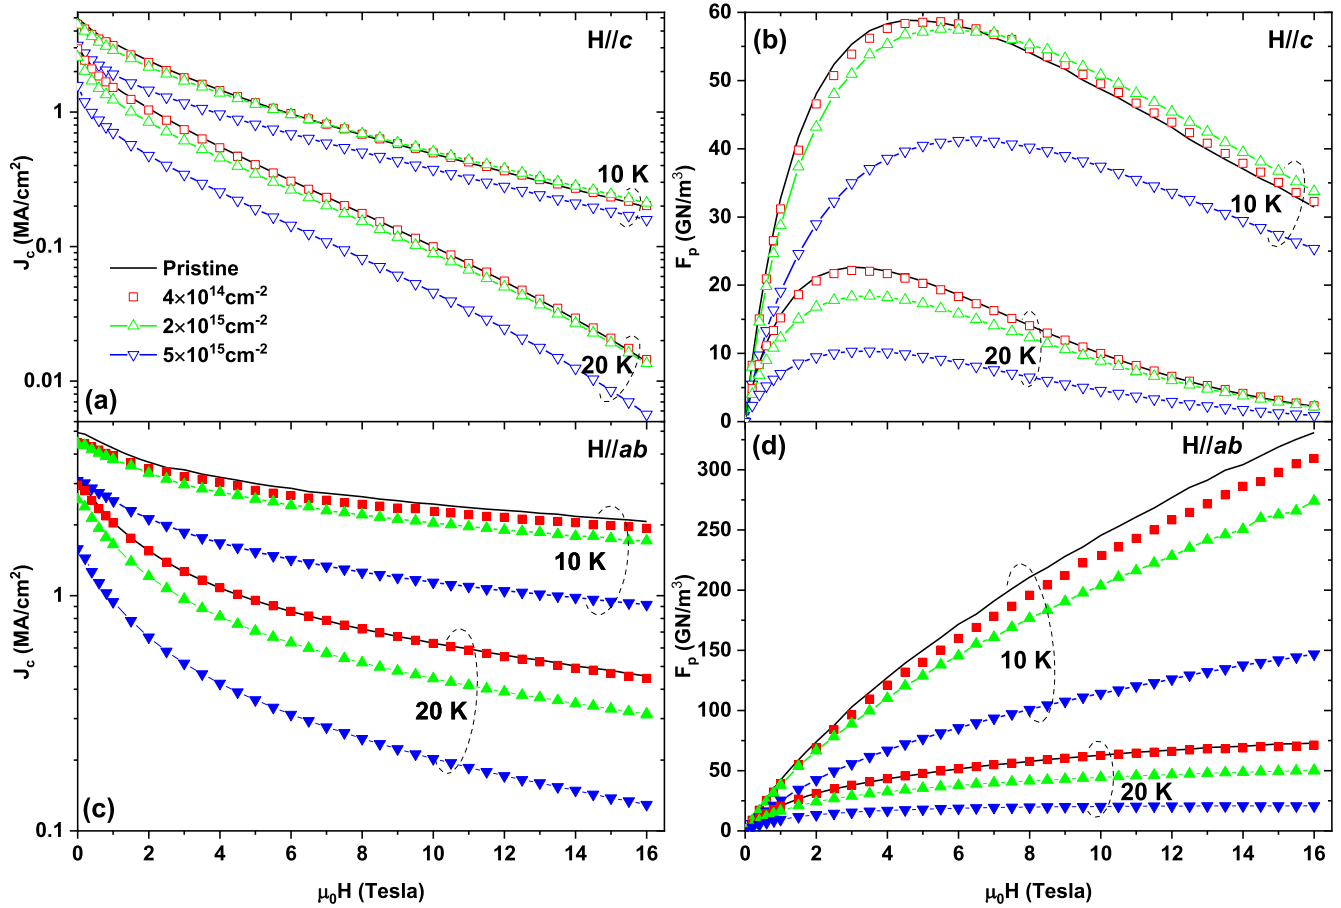 H//c
1
0.1
0.01
J_c (MA/cm²)
10 K
20 K
Pristine
4×10¹⁴cm⁻²
2×10¹⁵cm⁻²
5×10¹⁵cm⁻²
(a)
(b)
H//c
60
50
40
30
20
10
0
F_p (GN/m³)
10 K
20 K
H//ab
1
0.1
J_c (MA/cm²)
10 K
20 K
(c)
0 2 4 6 8 10 12 14 16
μ₀H (Tesla)
(d)
H//ab
300
250
200
150
100
50
0
F_p (GN/m³)
10 K
20 K
0 2 4 6 8 10 12 14 16
μ₀H (Tesla)